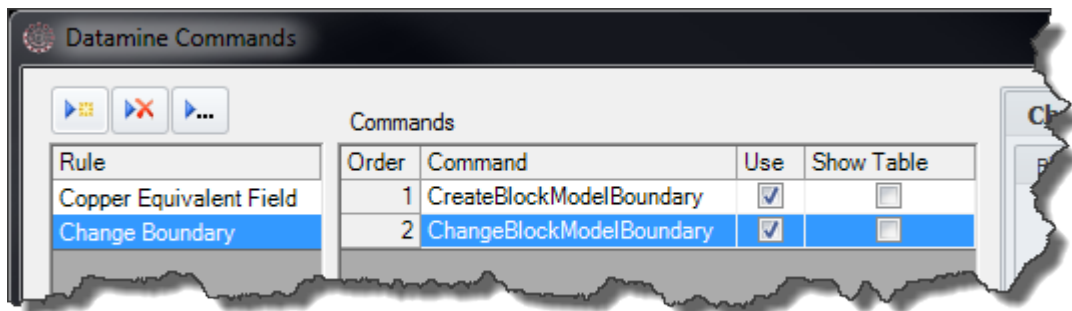 Datamine Commands
...
Commands
Rule
Order Command Use Show Table
Copper Equivalent Field
1 CreateBlockModelBoundary
Change Boundary
2 ChangeBlockModelBoundary